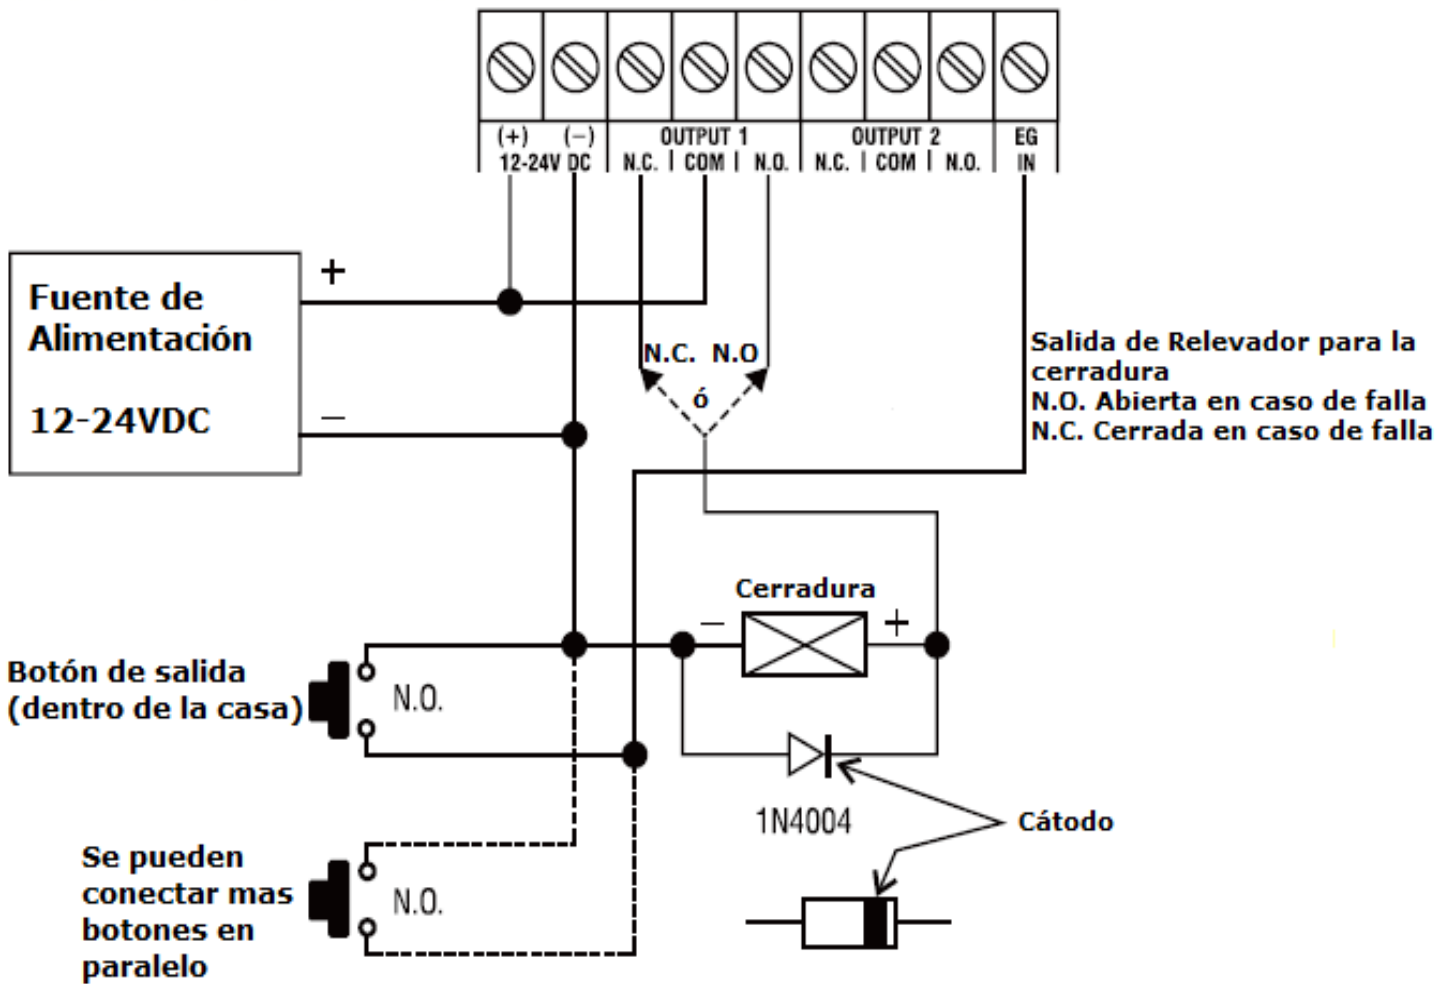 (+) (−) OUTPUT 1 OUTPUT 2 EG
12-24V DC N.C. | COM | N.O. N.C. | COM | N.O. IN
+
Fuente de
Alimentación
12-24VDC
−
N.C. N.O
ó
Salida de Relevador para la
cerradura
N.O. Abierta en caso de falla
N.C. Cerrada en caso de falla
Cerradura
− +
Botón de salida
(dentro de la casa)
N.O.
1N4004
Cátodo
Se pueden
conectar mas
botones en
paralelo
N.O.